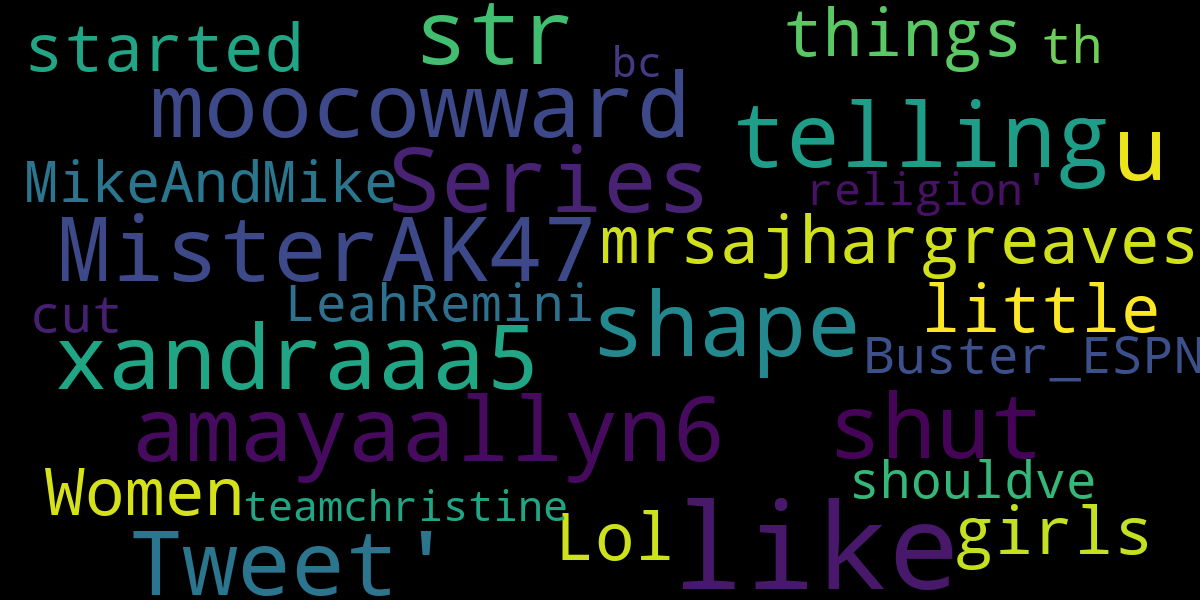 started str things th
bc
moocowward telling u
MikeAndMike Series religion'
MisterAK47 mrsajhargreaves
cut LeahRemini shape little
xandraaa5 Buster_ESPN
amayaallyn6 shut
Women teamchristine shouldve
Tweet' Lol like girls